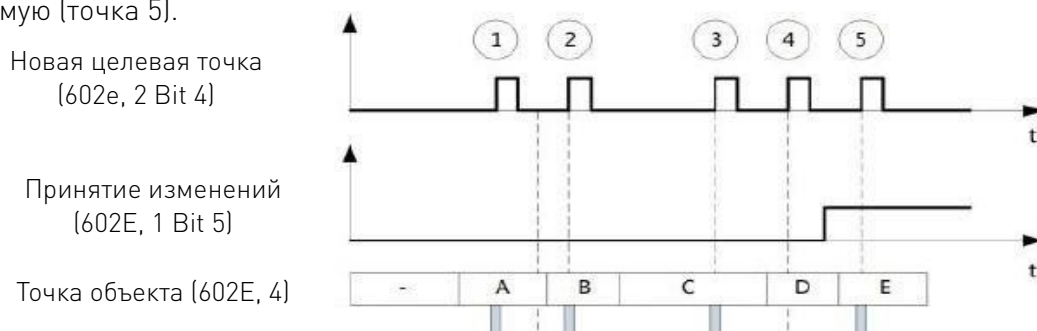 мую (точка 5).
1 2 3 4 5
Новая целевая точка
(602e, 2 Bit 4)
t
Принятие изменений
(602E, 1 Bit 5)
t
Точка объекта (602E, 4)
- A B C D E